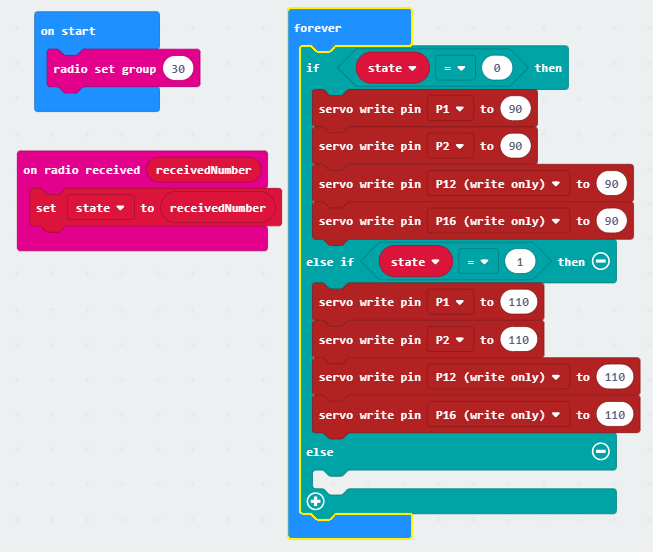 on start
radio set group 30
on radio received receivedNumber
set state to receivedNumber
forever
if state = 0 then
servo write pin P1 to 90
servo write pin P2 to 90
servo write pin P12 (write only) to 90
servo write pin P16 (write only) to 90
else if state = 1 then
servo write pin P1 to 110
servo write pin P2 to 110
servo write pin P12 (write only) to 110
servo write pin P16 (write only) to 110
else